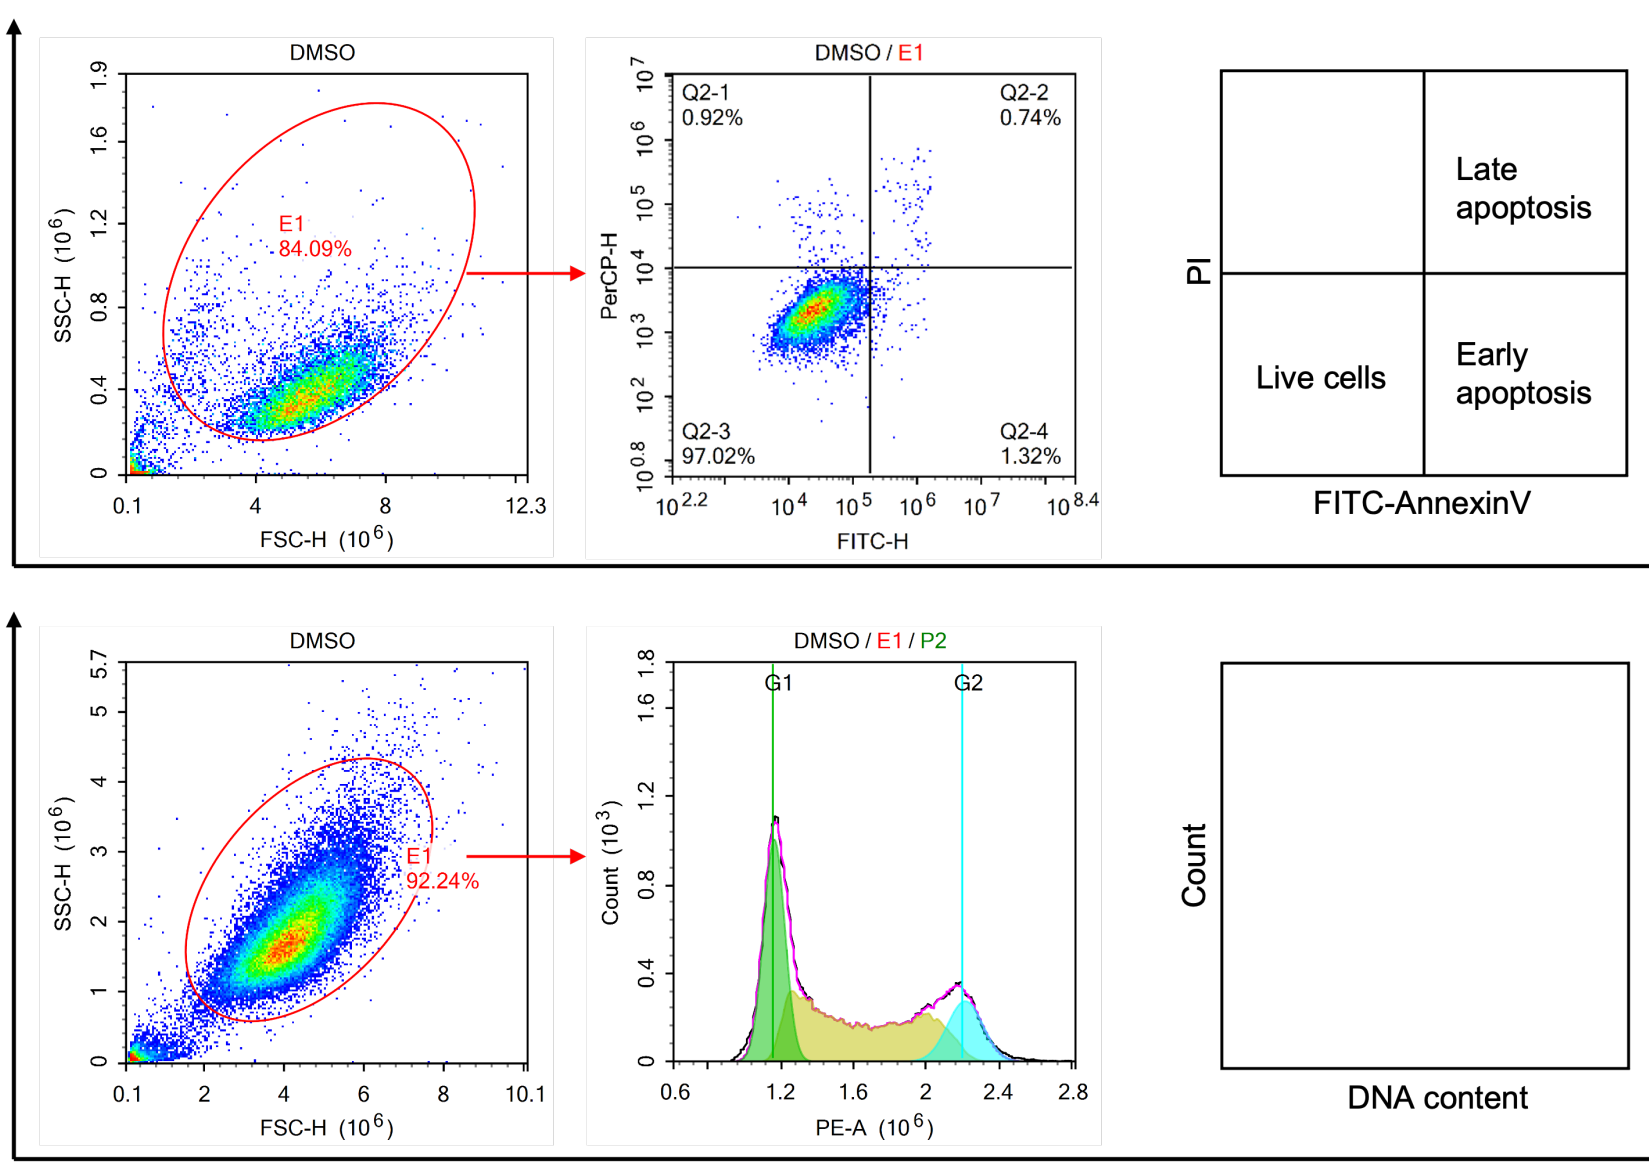 DMSO
1.9
1.6
1.2
0.8
0.4
0
SSC-H (10⁶)
E1
84.09%
0.1 4 8 12.3
FSC-H (10⁶)
DMSO / E1
10⁷
10⁶
10⁵
10⁴
10³
10²
10⁰·⁸
PerCP-H
Q2-1
0.92%
Q2-2
0.74%
Q2-3
97.02%
Q2-4
1.32%
10²·² 10⁴ 10⁵ 10⁶ 10⁷ 10⁸·⁴
FITC-H
PI
Late
apoptosis
Live cells
Early
apoptosis
FITC-AnnexinV
DMSO
5.7
5
4
3
2
1
0
SSC-H (10⁶)
E1
92.24%
0.1 2 4 6 8 10.1
FSC-H (10⁶)
DMSO / E1 / P2
1.8
1.6
1.2
0.8
0.4
0
Count (10³)
G1
G2
0.6 1.2 1.6 2 2.4 2.8
PE-A (10⁶)
Count
DNA content